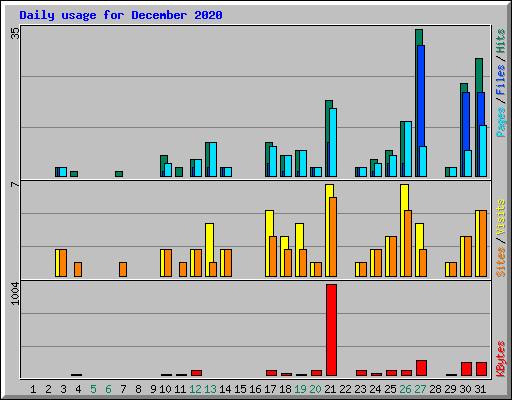 Daily usage for December 2020
35
Pages / Files / Hits
7
Sites / Visits
1004
KBytes
1 2 3 4 5 6 7 8 9 10 11 12 13 14 15 16 17 18 19 20 21 22 23 24 25 26 27 28 29 30 31